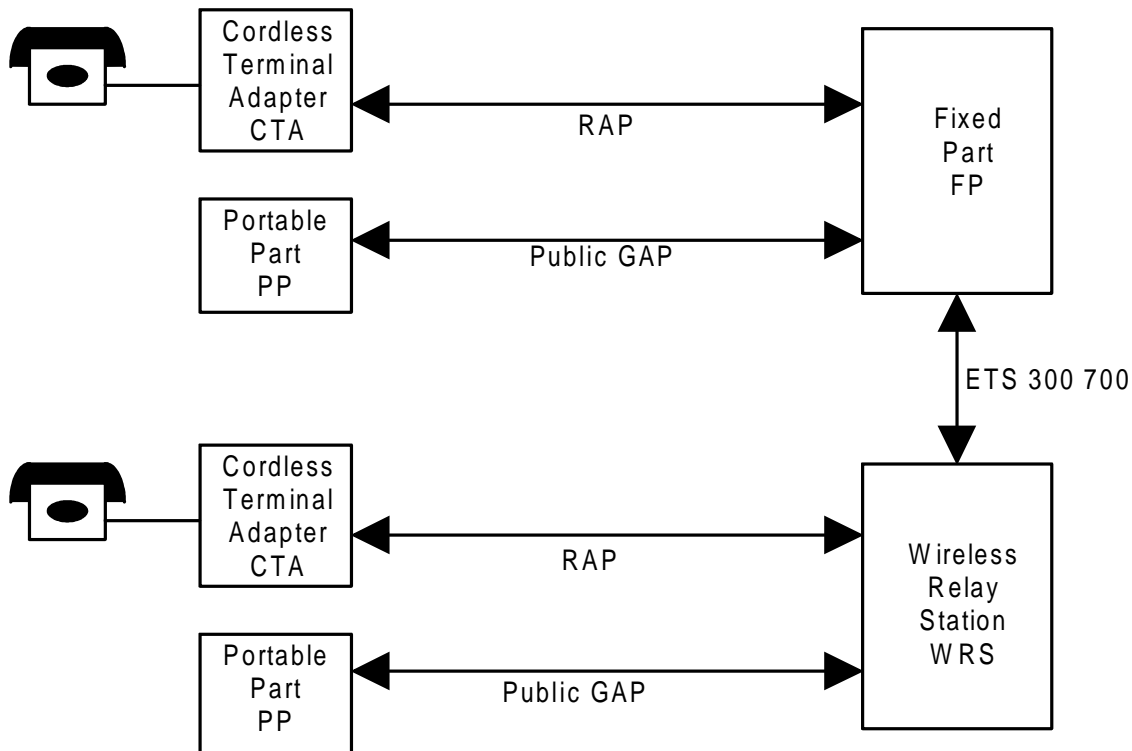 Cordless
Terminal
Adapter
CTA
RAP
Fixed
Part
FP
Portable
Part
PP
Public GAP
ETS 300 700
Cordless
Terminal
Adapter
CTA
RAP
Wireless
Relay
Station
WRS
Portable
Part
PP
Public GAP